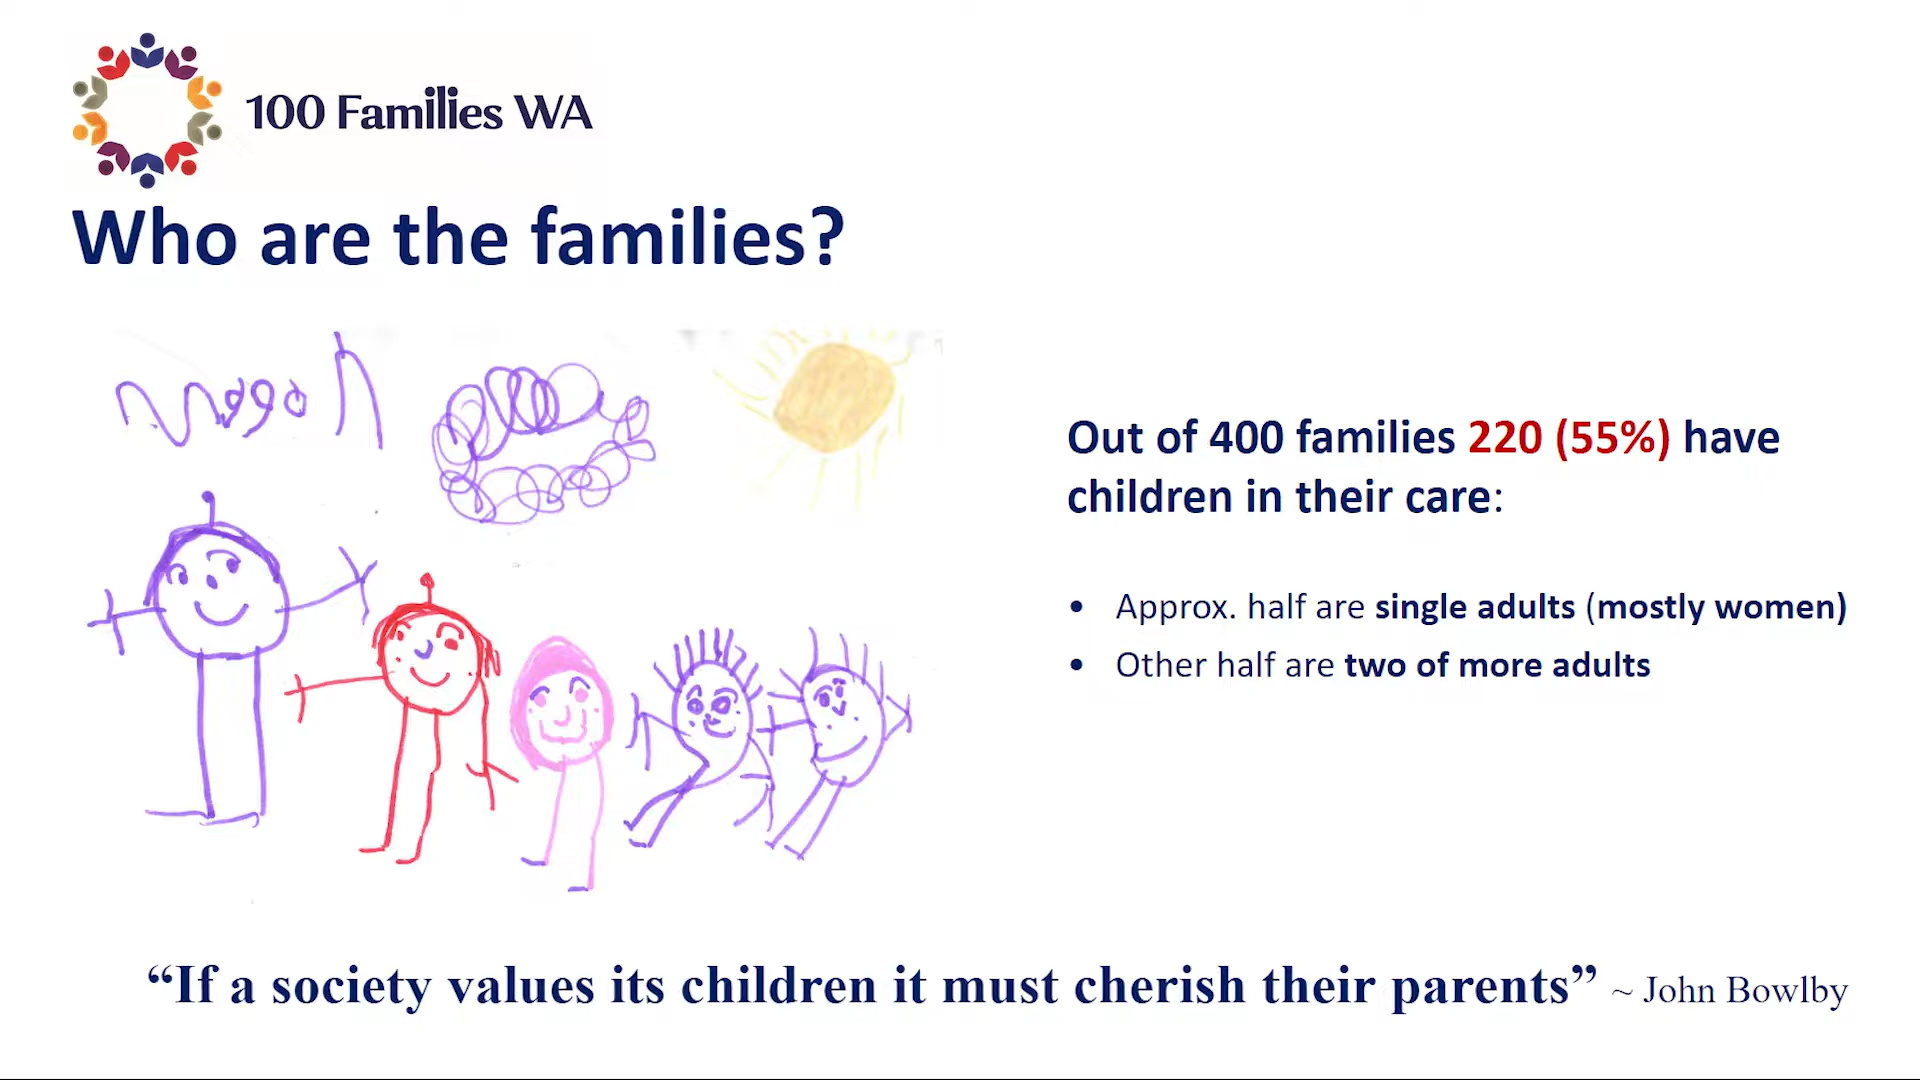 100 Families WA
Who are the families?
Out of 400 families 220 (55%) have
children in their care:
• Approx. half are single adults (mostly women)
• Other half are two of more adults
“If a society values its children it must cherish their parents” ~ John Bowlby